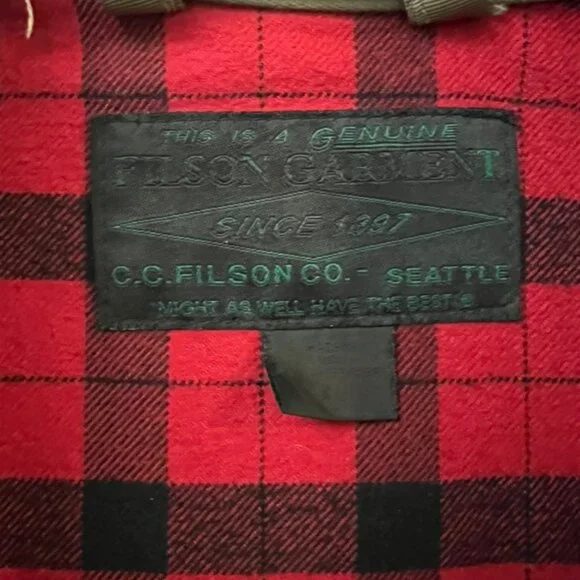 THIS IS A GENUINE
FILSON GARMENT
SINCE 1897
C.C. FILSON CO. - SEATTLE
"MIGHT AS WELL HAVE THE BEST"®